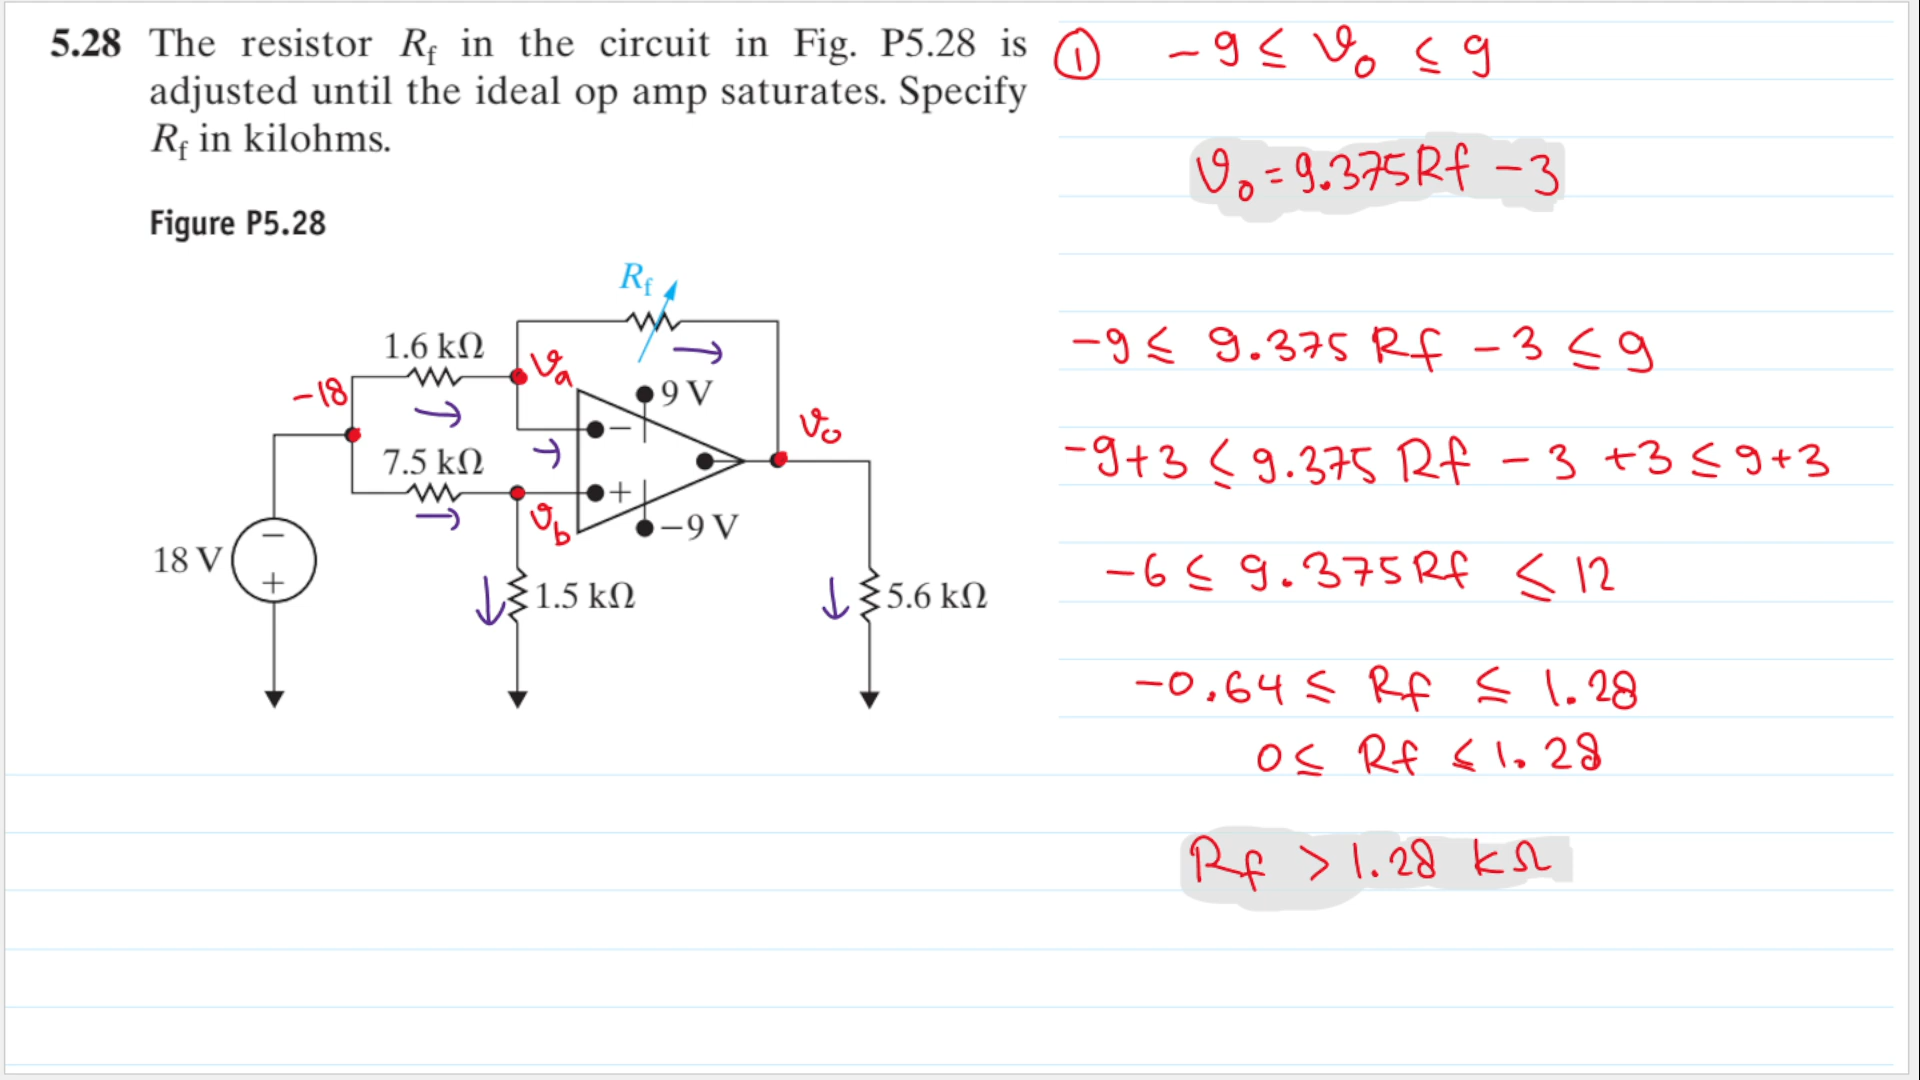 5.28 The resistor Rf in the circuit in Fig. P5.28 is
adjusted until the ideal op amp saturates. Specify
Rf in kilohms.
Figure P5.28
Rf
1.6 kΩ
va
-18
9 V
−
vo
7.5 kΩ
+
vb
−9 V
18 V
−
+
1.5 kΩ
5.6 kΩ
① -9 ≤ vo ≤ 9
vo = 9.375Rf - 3
-9 ≤ 9.375 Rf - 3 ≤ 9
-9+3 ≤ 9.375 Rf - 3 +3 ≤ 9+3
-6 ≤ 9.375Rf ≤ 12
-0.64 ≤ Rf ≤ 1.28
0 ≤ Rf ≤ 1.28
Rf > 1.28 kΩ